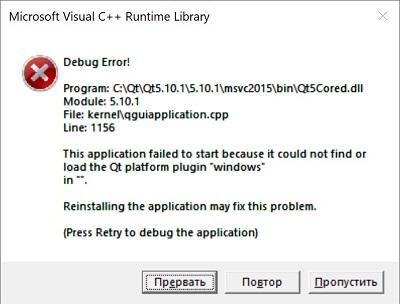 Microsoft Visual C++ Runtime Library
Debug Error!
Program: C:\Qt\Qt5.10.1\5.10.1\msvc2015\bin\Qt5Cored.dll
Module: 5.10.1
File: kernel\qguiapplication.cpp
Line: 1156
This application failed to start because it could not find or
load the Qt platform plugin "windows"
in "".
Reinstalling the application may fix this problem.
(Press Retry to debug the application)
Прервать Повтор Пропустить